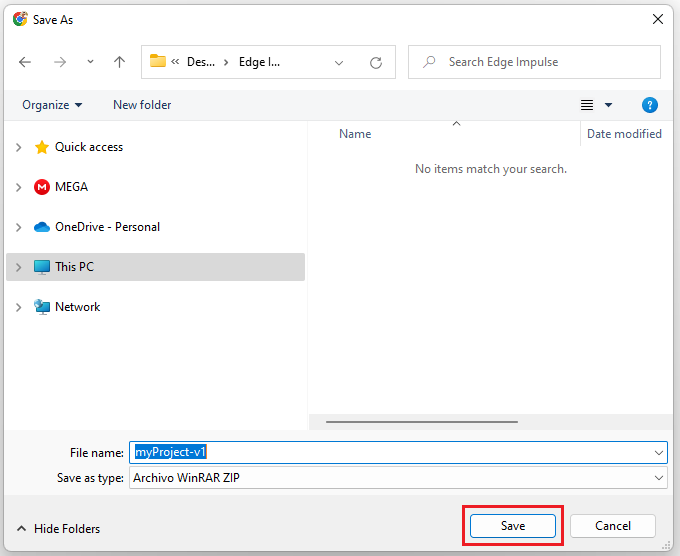 Save As
Des... Edge I...
Search Edge Impulse
Organize
New folder
?
Quick access
MEGA
OneDrive - Personal
This PC
Network
Name
Date modified
No items match your search.
File name: myProject-v1
Save as type: Archivo WinRAR ZIP
Hide Folders
Save
Cancel